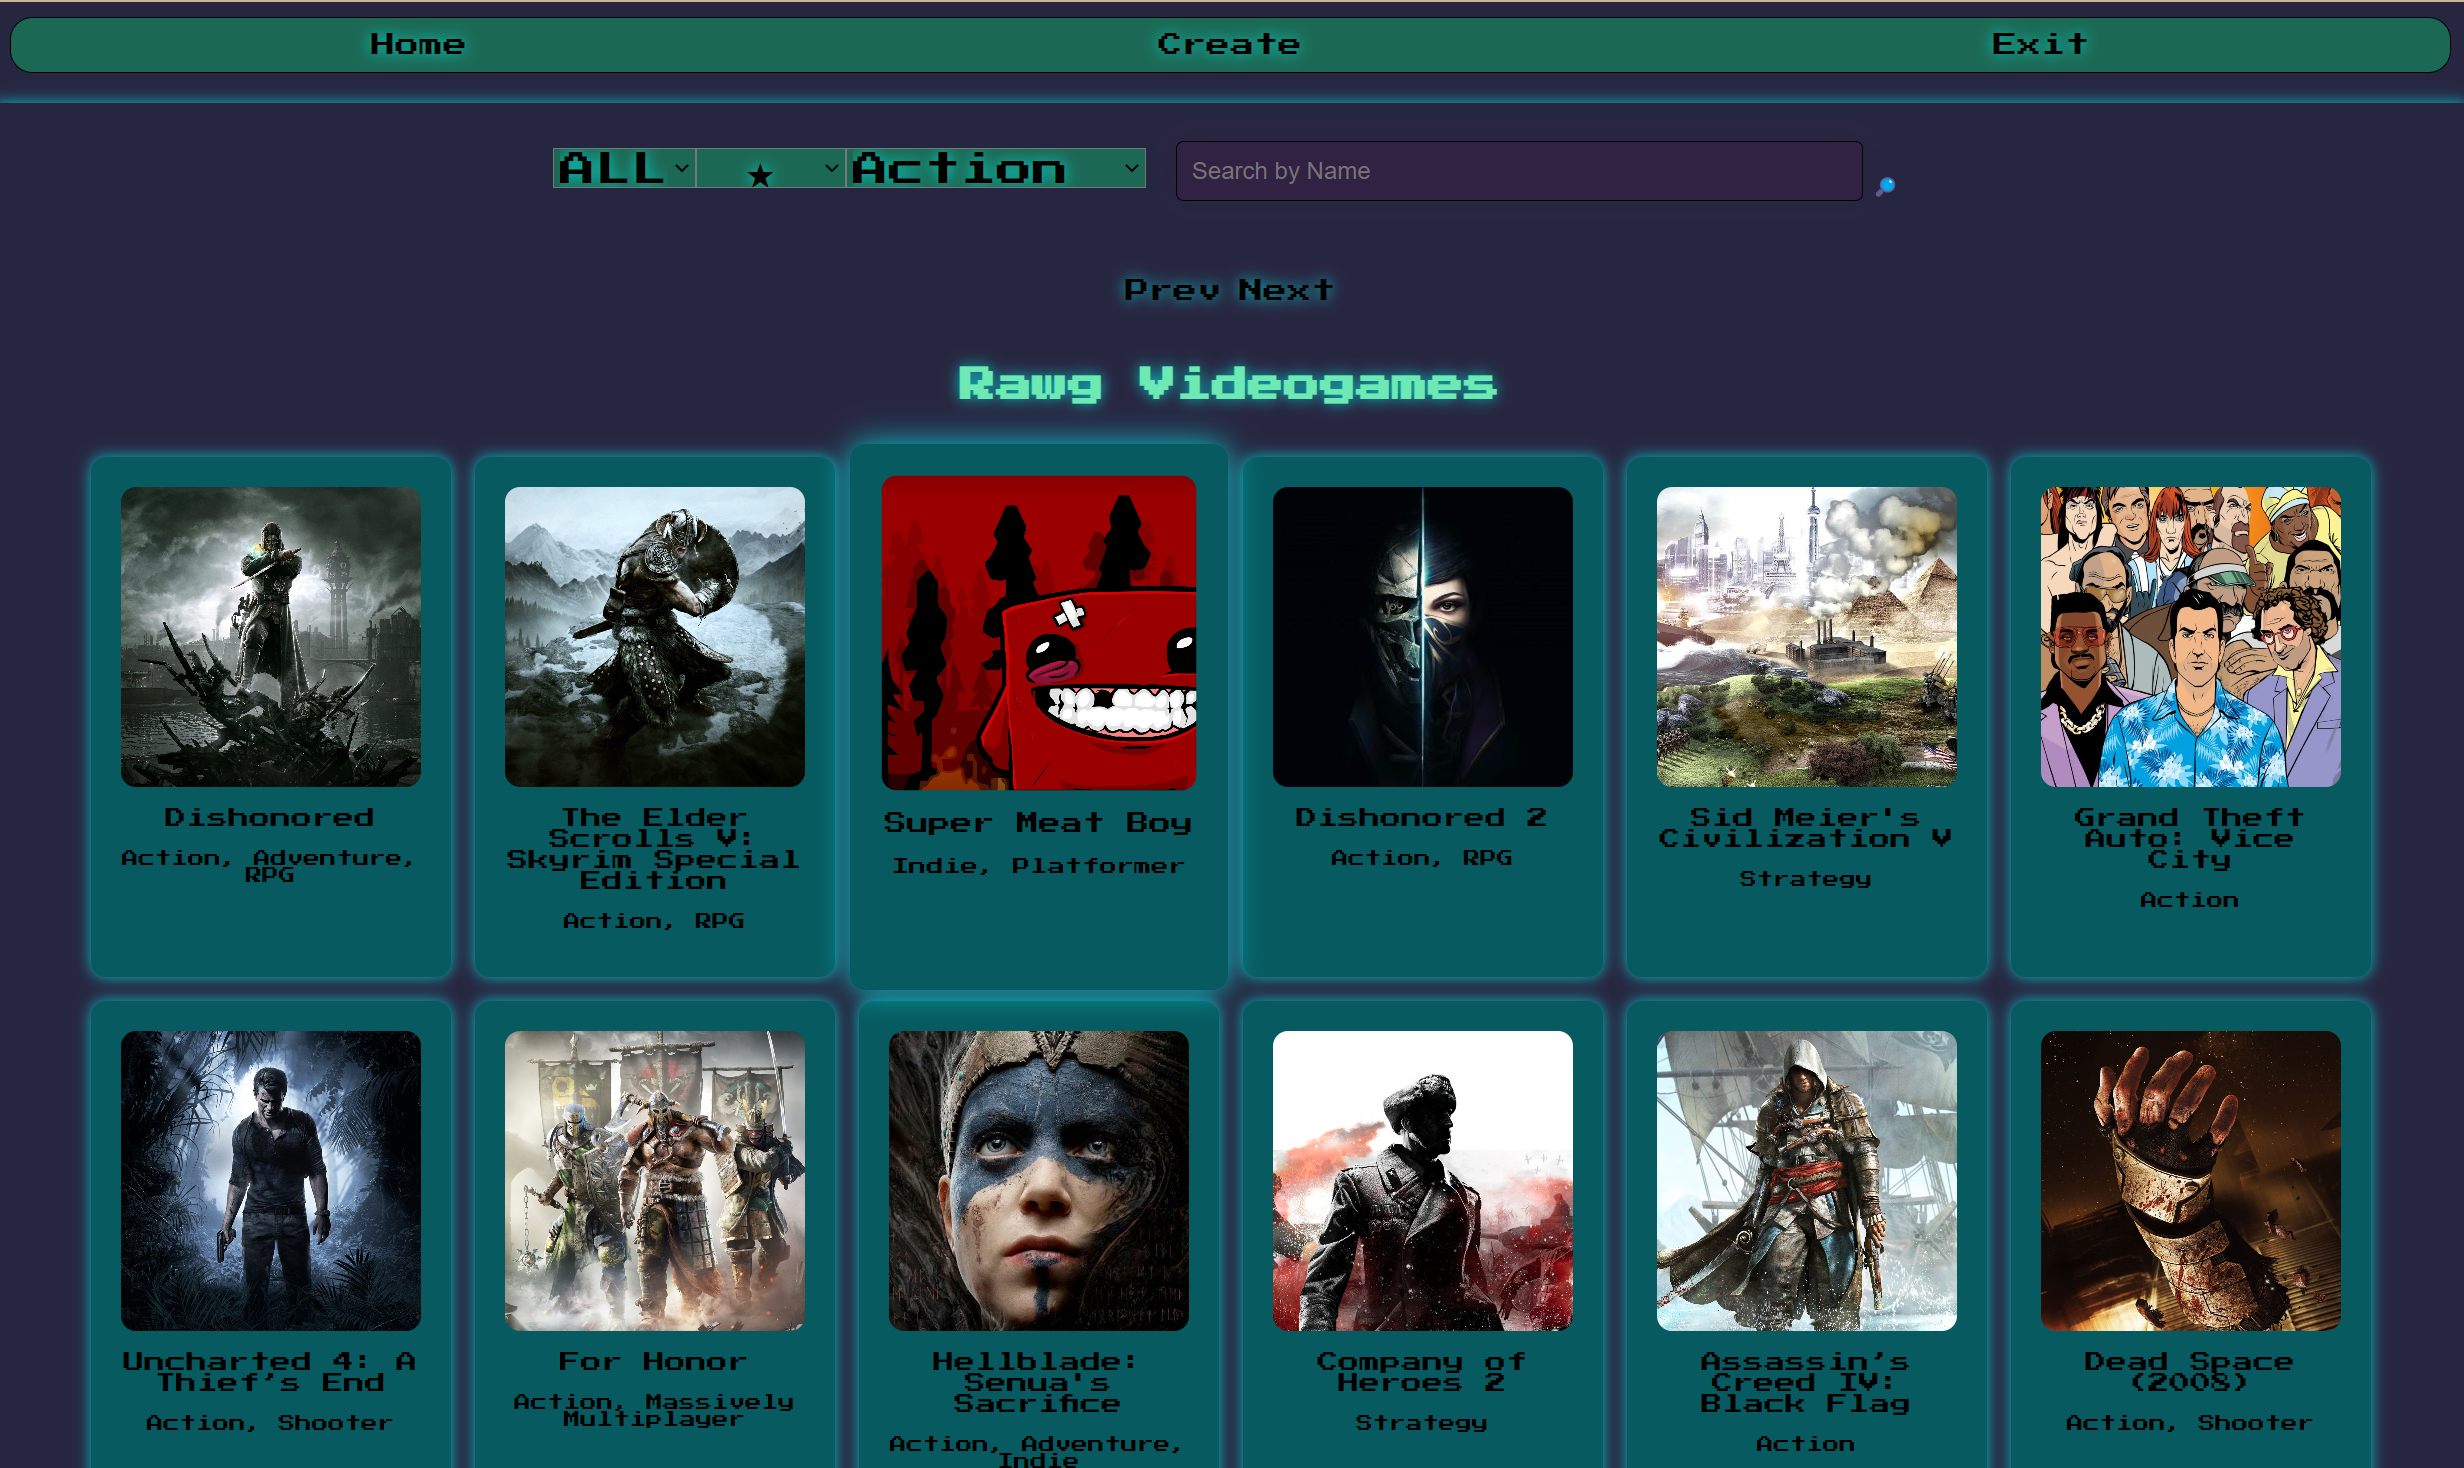 Home Create Exit
ALL ★ Action Search by Name
Prev Next
Rawg Videogames
Dishonored
Action, Adventure,
RPG
The Elder
Scrolls V:
Skyrim Special
Edition
Action, RPG
Super Meat Boy
Indie, Platformer
Dishonored 2
Action, RPG
Sid Meier's
Civilization V
Strategy
Grand Theft
Auto: Vice
City
Action
Uncharted 4: A
Thief's End
Action, Shooter
For Honor
Action, Massively
Multiplayer
Hellblade:
Senua's
Sacrifice
Action, Adventure,
Indie
Company of
Heroes 2
Strategy
Assassin's
Creed IV:
Black Flag
Action
Dead Space
(2008)
Action, Shooter